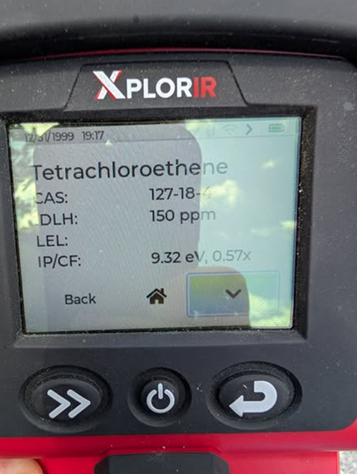 XPLORIR
12/31/1999 19:17
Tetrachloroethene
CAS: 127-18-4
IDLH: 150 ppm
LEL:
IP/CF: 9.32 eV, 0.57x
Back